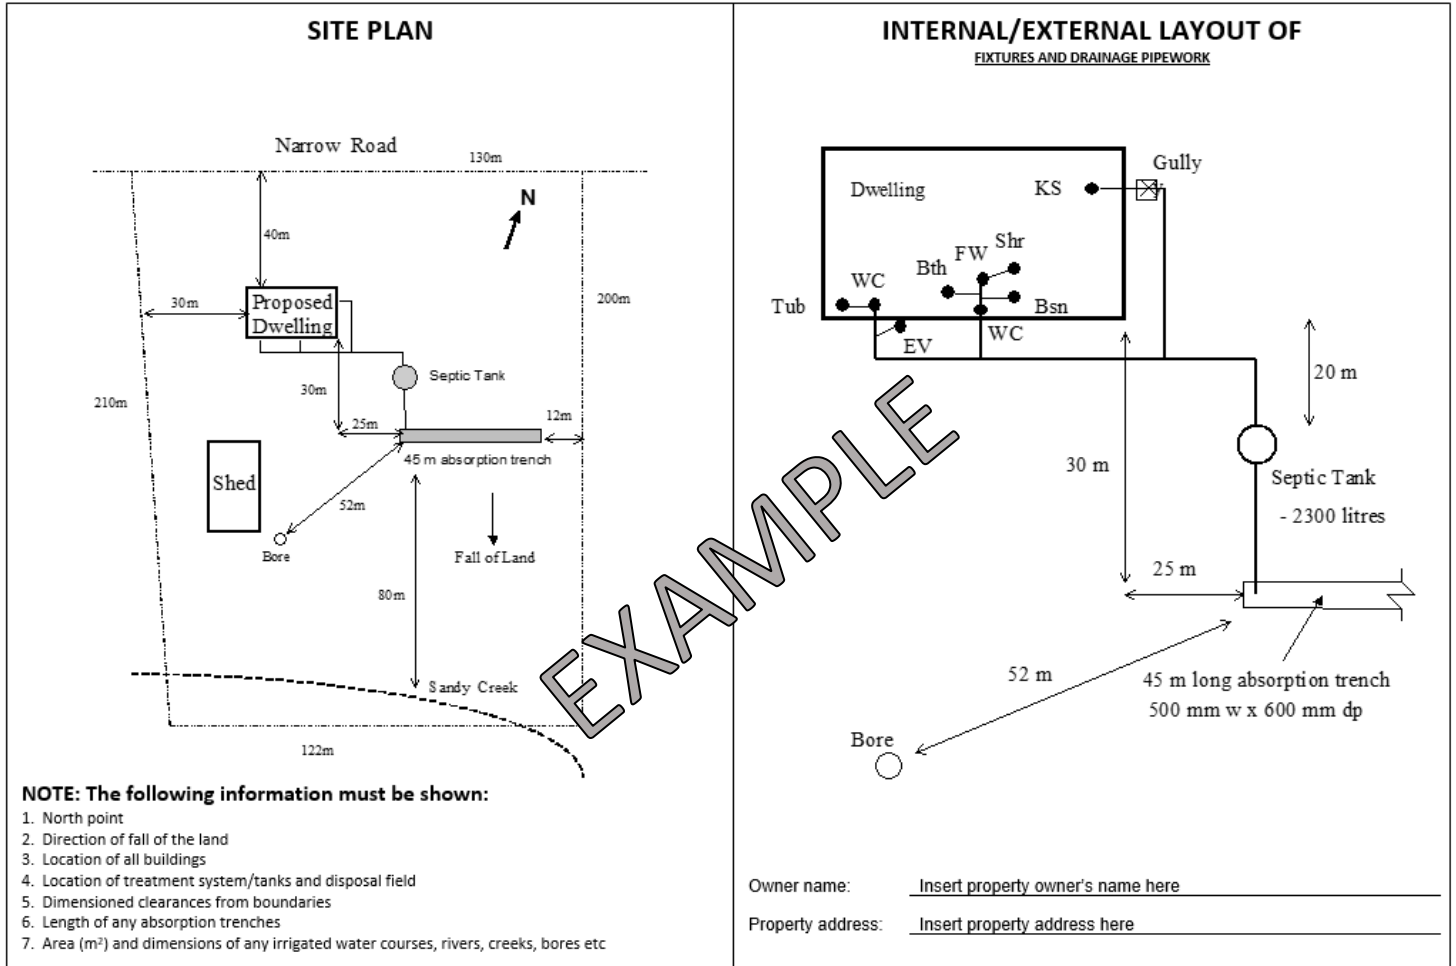 SITE PLAN
Narrow Road
130m
N
40m
30m
Proposed
Dwelling
200m
Septic Tank
30m
210m
25m
12m
45 m absorption trench
Shed
52m
Bore
Fall of Land
80m
Sandy Creek
122m
NOTE: The following information must be shown:
1. North point
2. Direction of fall of the land
3. Location of all buildings
4. Location of treatment system/tanks and disposal field
5. Dimensioned clearances from boundaries
6. Length of any absorption trenches
7. Area (m²) and dimensions of any irrigated water courses, rivers, creeks, bores etc
EXAMPLE
INTERNAL/EXTERNAL LAYOUT OF
FIXTURES AND DRAINAGE PIPEWORK
Gully
Dwelling
KS
Shr
FW
Bth
WC
Tub
Bsn
WC
EV
20 m
30 m
Septic Tank
- 2300 litres
25 m
52 m
45 m long absorption trench
500 mm w x 600 mm dp
Bore
Owner name: Insert property owner's name here
Property address: Insert property address here